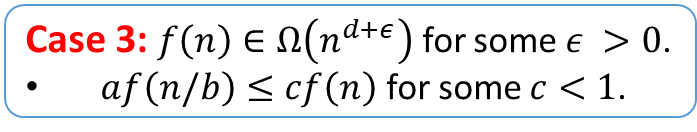 Case 3: f(n) ∈ Ω(n^{d+ϵ}) for some ϵ > 0.
• af(n/b) ≤ cf(n) for some c < 1.